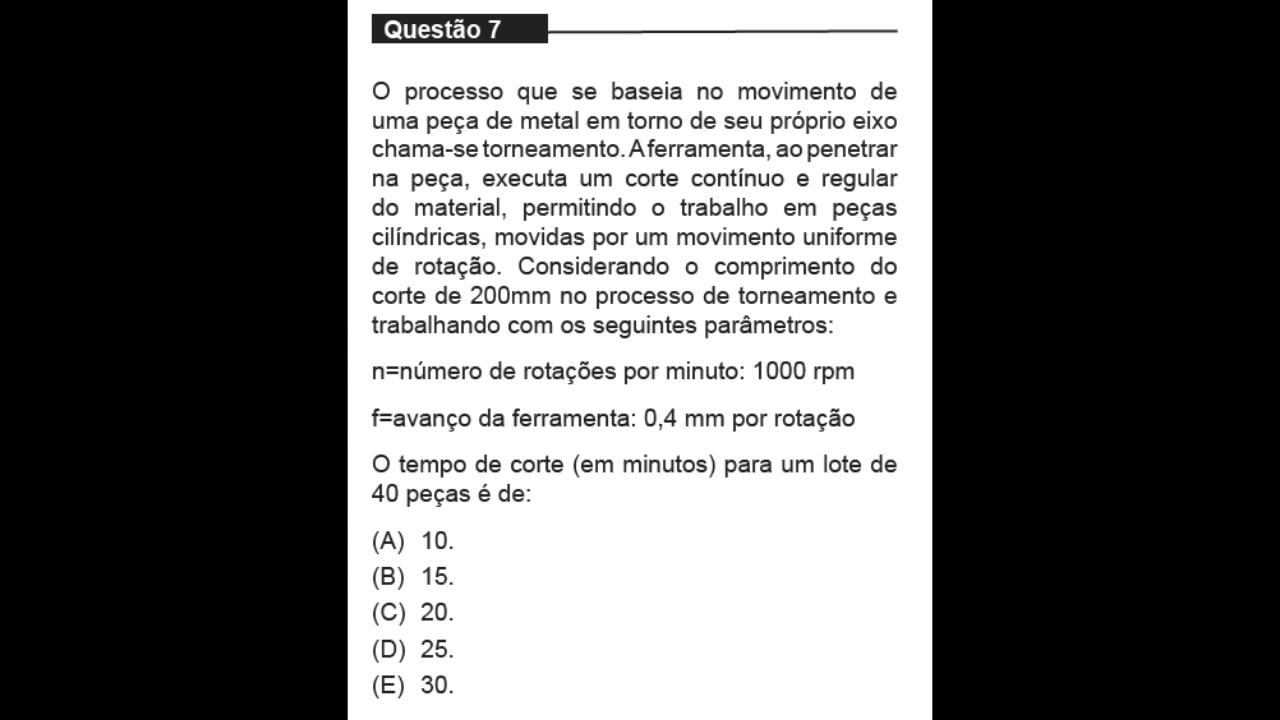 Questão 7
O processo que se baseia no movimento de
uma peça de metal em torno de seu próprio eixo
chama-se torneamento. A ferramenta, ao penetrar
na peça, executa um corte contínuo e regular
do material, permitindo o trabalho em peças
cilíndricas, movidas por um movimento uniforme
de rotação. Considerando o comprimento do
corte de 200mm no processo de torneamento e
trabalhando com os seguintes parâmetros:
n=número de rotações por minuto: 1000 rpm
f=avanço da ferramenta: 0,4 mm por rotação
O tempo de corte (em minutos) para um lote de
40 peças é de:
(A) 10.
(B) 15.
(C) 20.
(D) 25.
(E) 30.